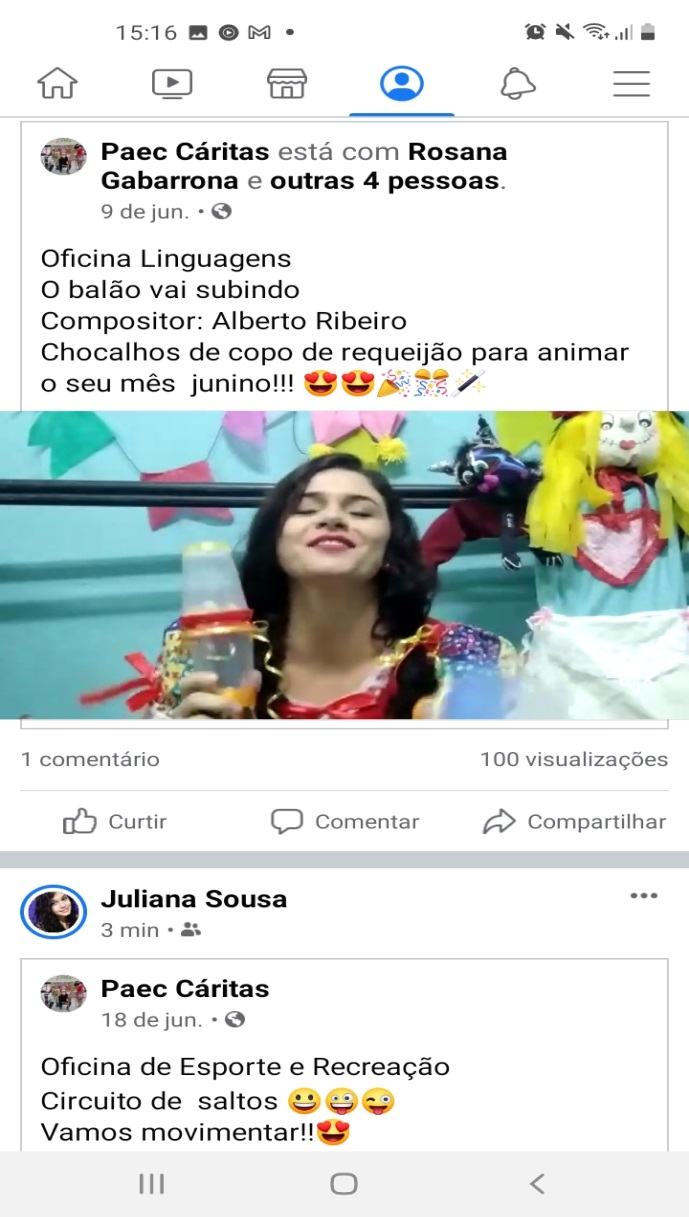 15:16
Paec Cáritas está com Rosana
Gabarrona e outras 4 pessoas.
9 de jun. •
Oficina Linguagens
O balão vai subindo
Compositor: Alberto Ribeiro
Chocalhos de copo de requeijão para animar
o seu mês junino!!! 😍😍🎉🎊🪄
1 comentário 100 visualizações
Curtir Comentar Compartilhar
Juliana Sousa
3 min •
Paec Cáritas
18 de jun. •
Oficina de Esporte e Recreação
Circuito de saltos 😀🤪😜
Vamos movimentar!!😍